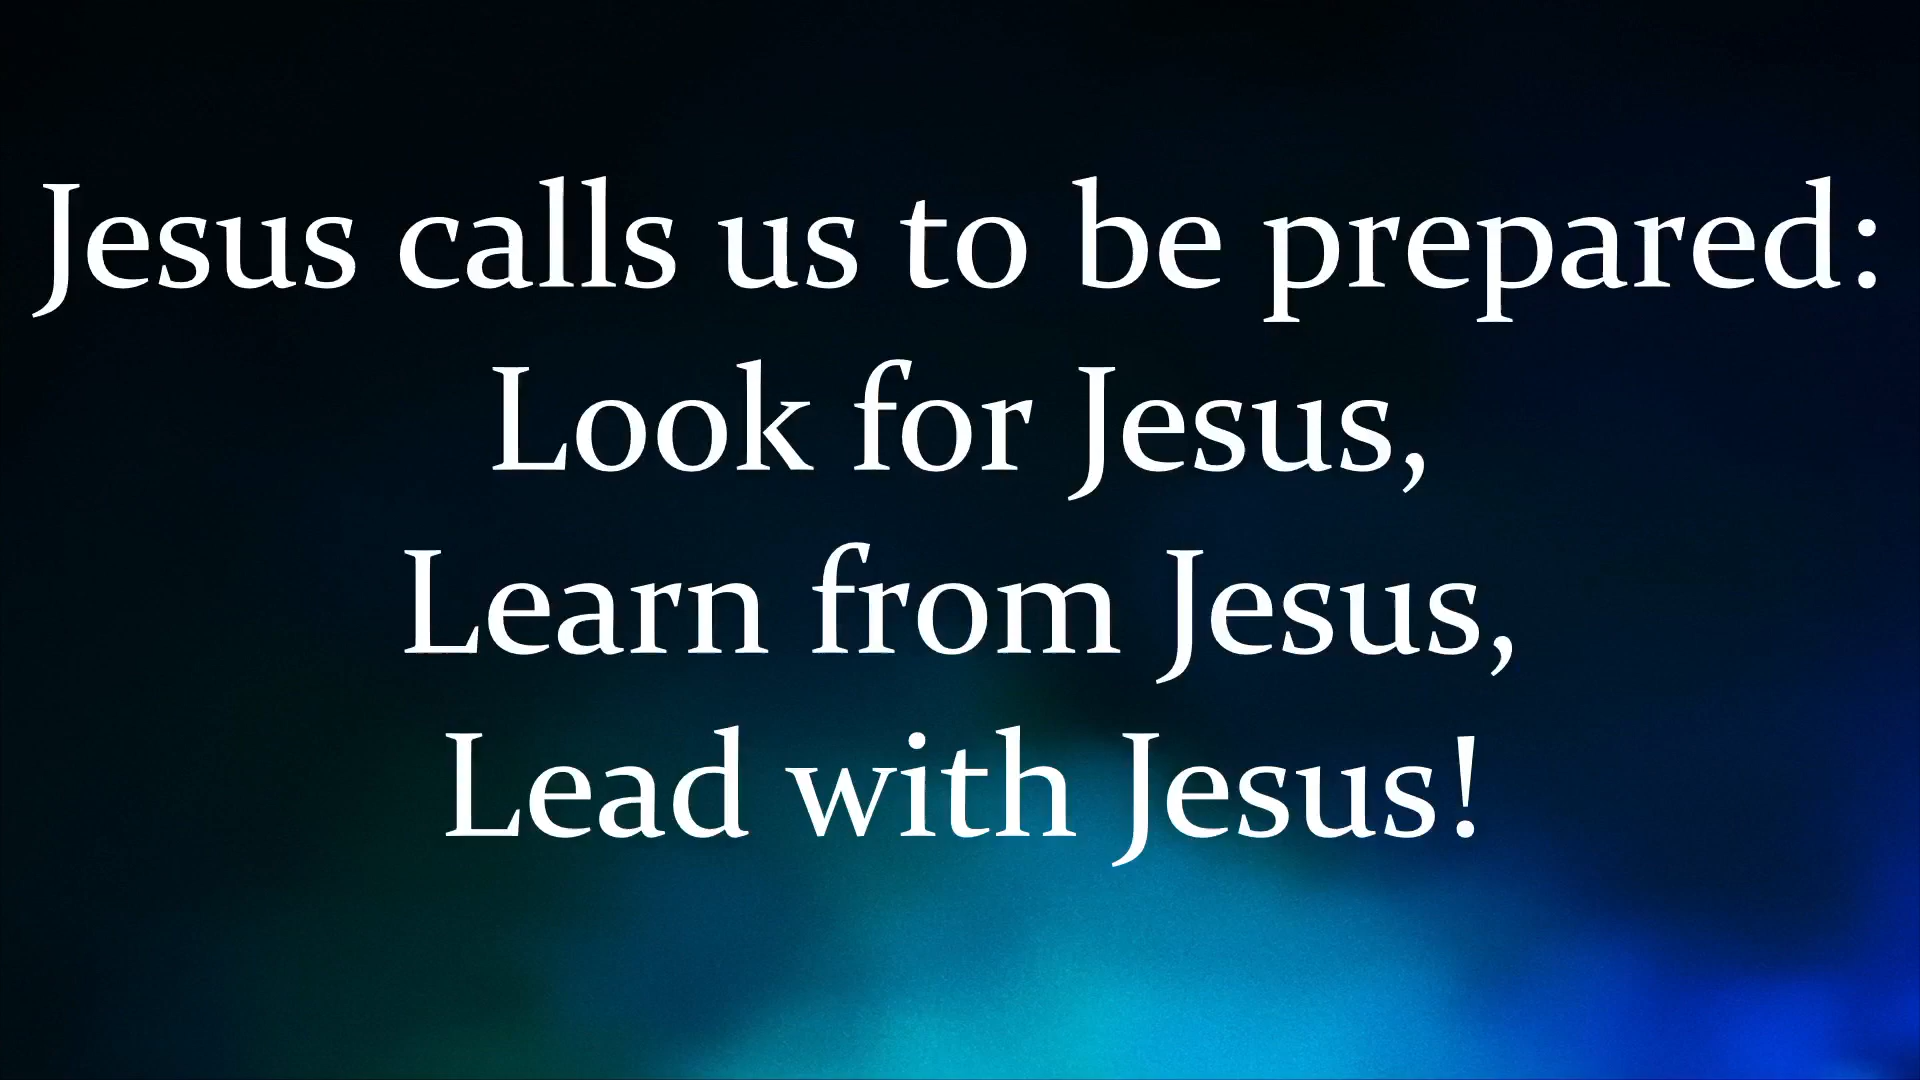 Jesus calls us to be prepared:
Look for Jesus,
Learn from Jesus,
Lead with Jesus!